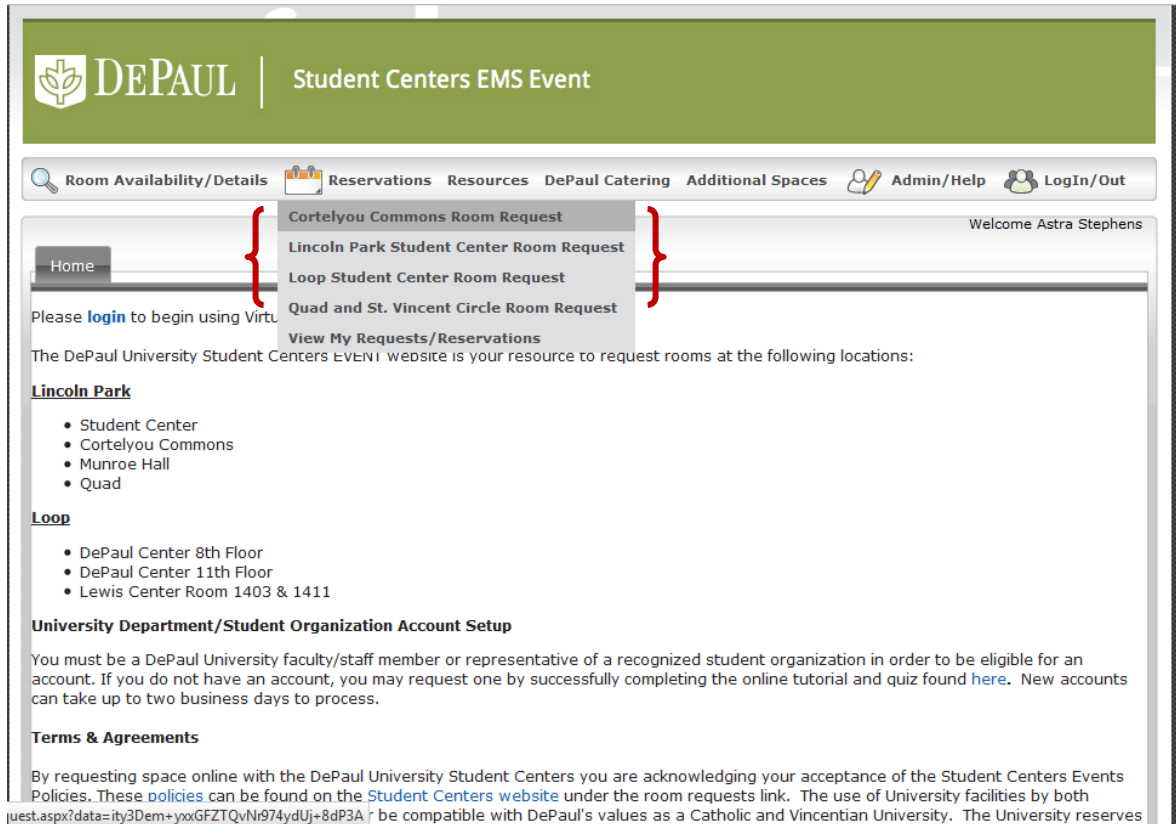 DEPAUL
Student Centers EMS Event
Room Availability/Details Reservations Resources DePaul Catering Additional Spaces Admin/Help LogIn/Out
Cortelyou Commons Room Request
Welcome Astra Stephens
Lincoln Park Student Center Room Request
Home
Loop Student Center Room Request
Quad and St. Vincent Circle Room Request
Please login to begin using Virtu
View My Requests/Reservations
The DePaul University Student Centers EVENT website is your resource to request rooms at the following locations:
Lincoln Park
• Student Center
• Cortelyou Commons
• Munroe Hall
• Quad
Loop
• DePaul Center 8th Floor
• DePaul Center 11th Floor
• Lewis Center Room 1403 & 1411
University Department/Student Organization Account Setup
You must be a DePaul University faculty/staff member or representative of a recognized student organization in order to be eligible for an
account. If you do not have an account, you may request one by successfully completing the online tutorial and quiz found here. New accounts
can take up to two business days to process.
Terms & Agreements
By requesting space online with the DePaul University Student Centers you are acknowledging your acceptance of the Student Centers Events
Policies. These policies can be found on the Student Centers website under the room requests link. The use of University facilities by both
uest.aspx?data=ity3Dem+yxxGFZTQvNr974ydUj+8dP3A r be compatible with DePaul's values as a Catholic and Vincentian University. The University reserves